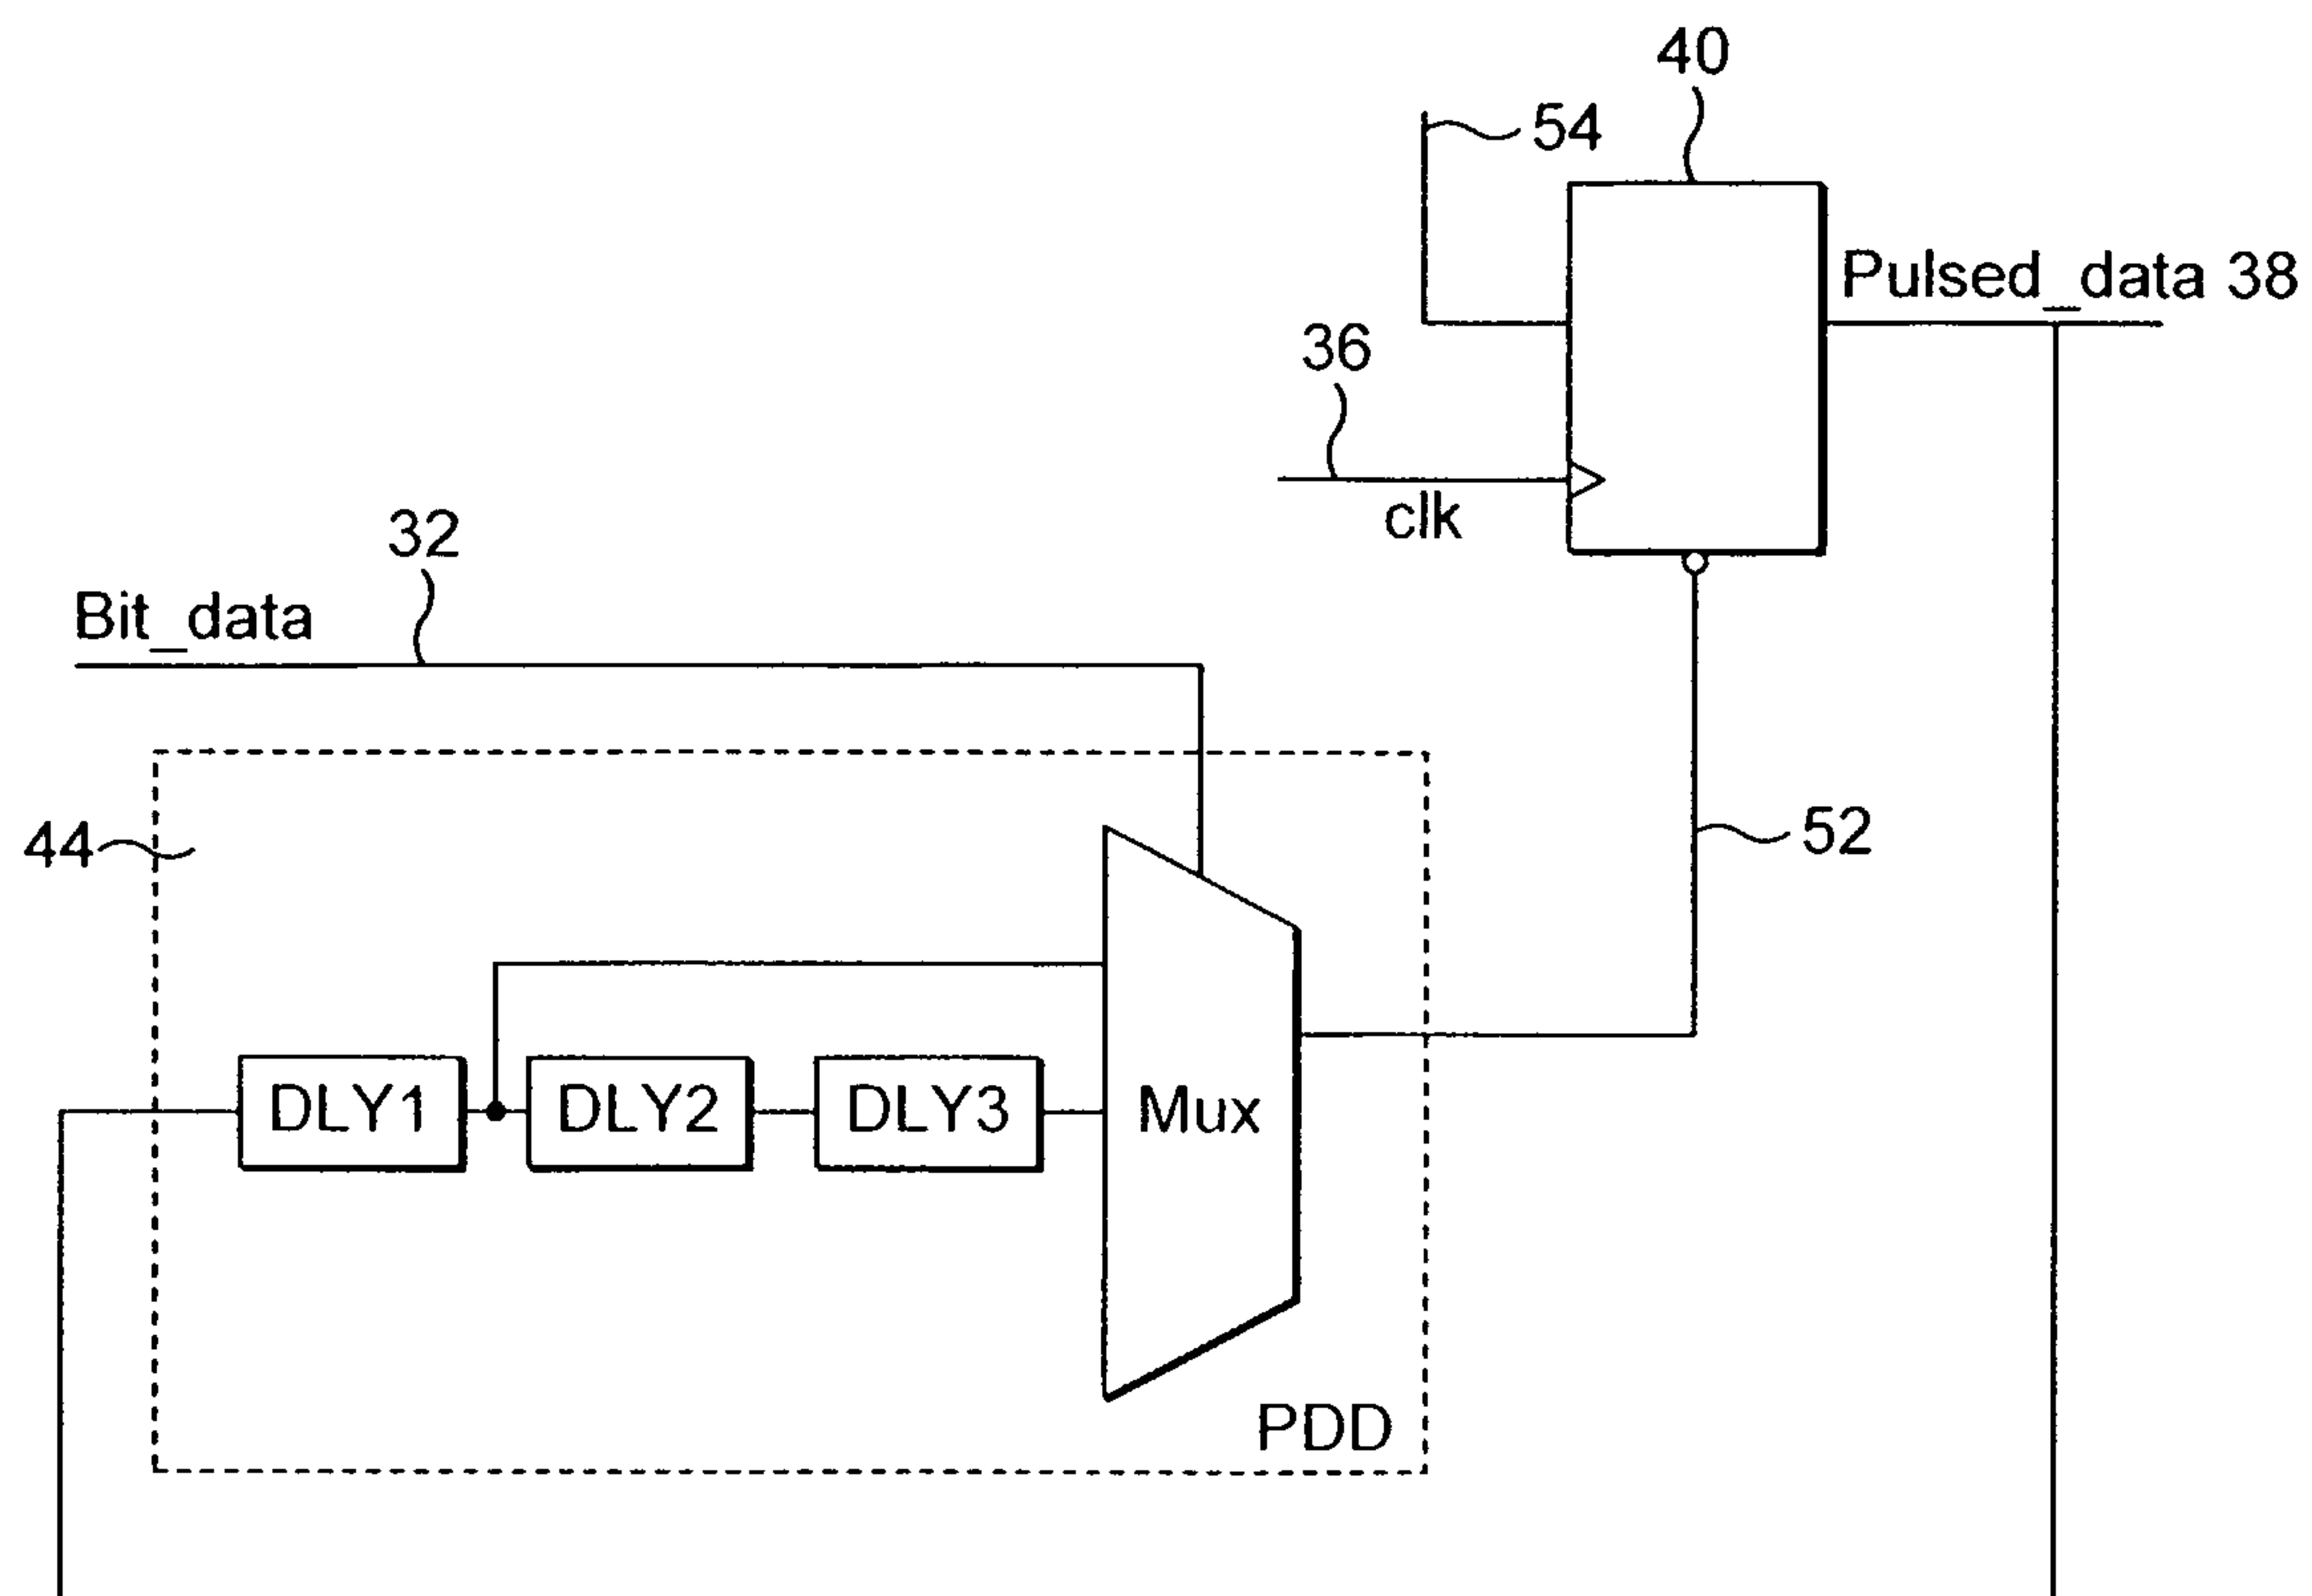 40
54
Pulsed_data 38
36
clk
32
Bit_data
44
52
DLY1
DLY2
DLY3
Mux
PDD